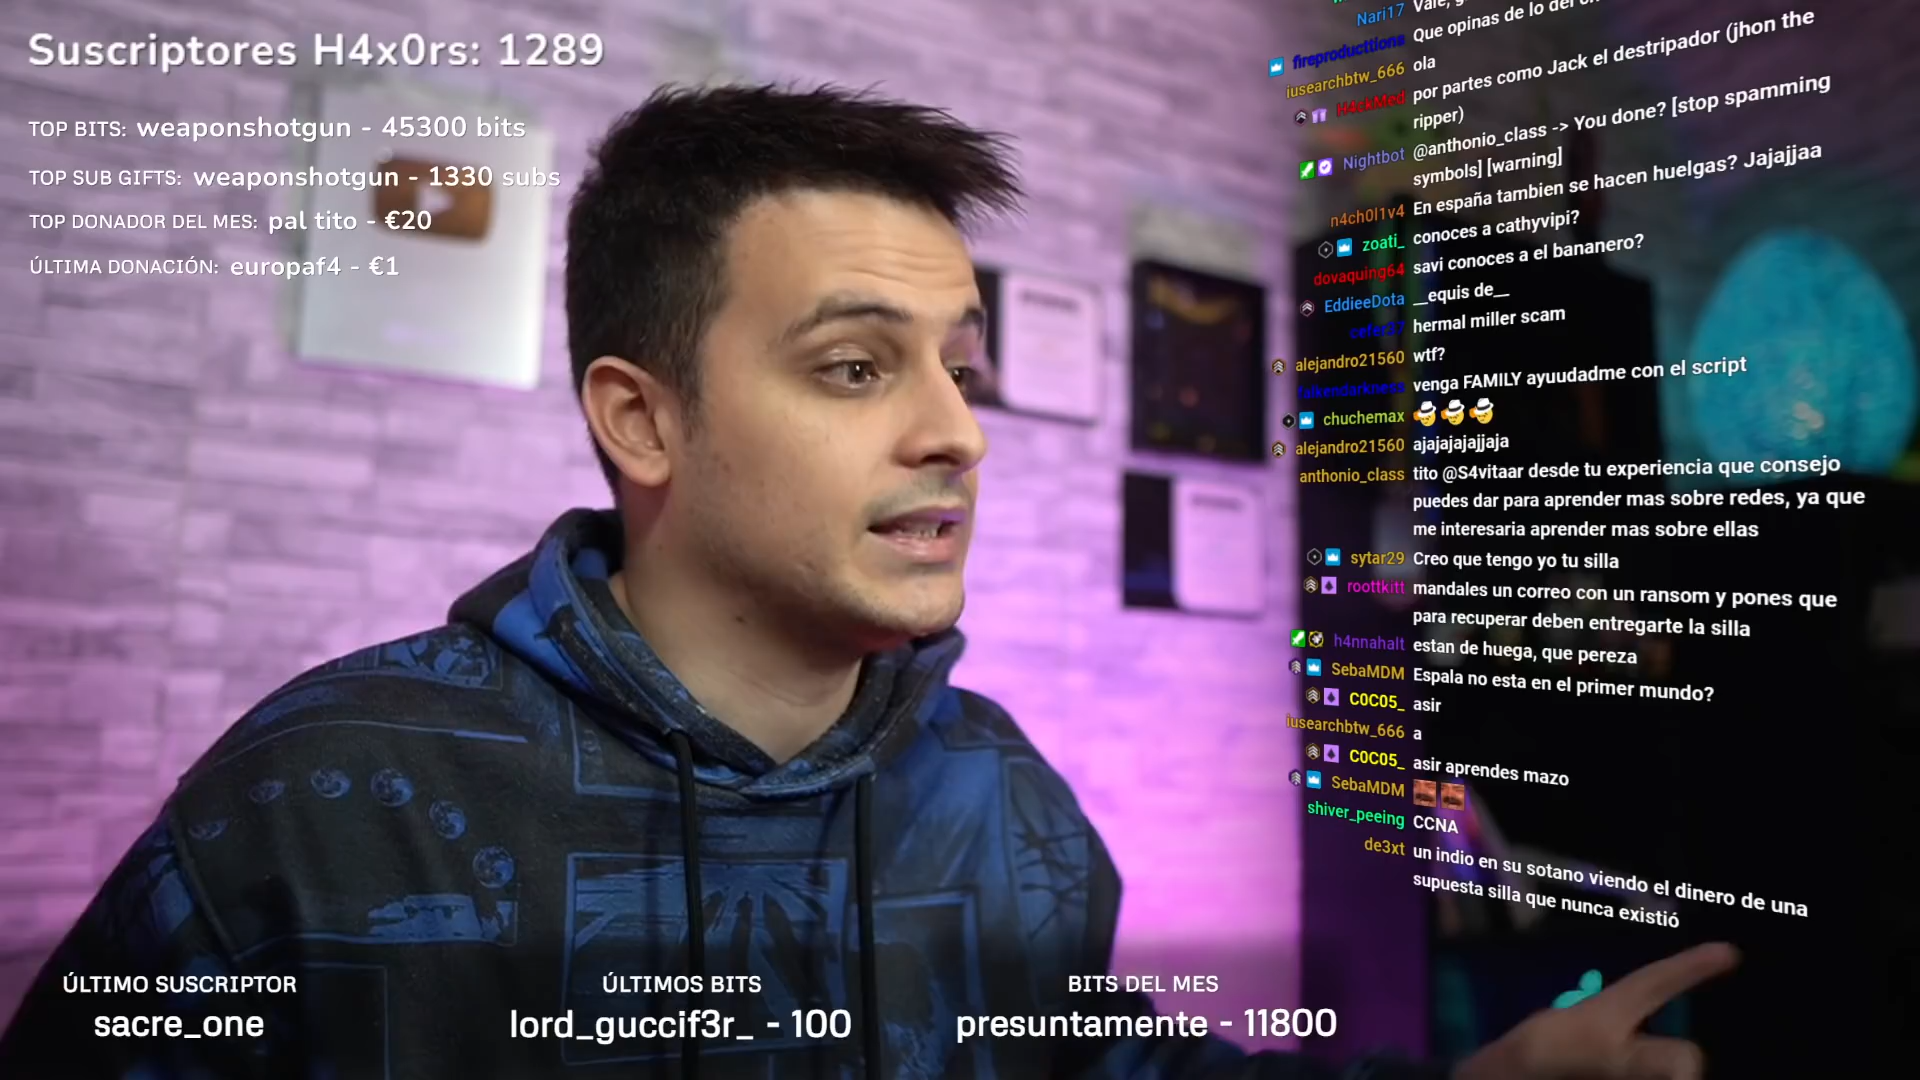 Suscriptores H4x0rs: 1289
TOP BITS: weaponshotgun - 45300 bits
TOP SUB GIFTS: weaponshotgun - 1330 subs
TOP DONADOR DEL MES: pal tito - €20
ÚLTIMA DONACIÓN: europaf4 - €1
Nari17 Vale,
fireproducttions Que opinas de lo del
iusearchbtw_666 ola
H4ckMed por partes como Jack el destripador (jhon the
ripper)
Nightbot @anthonio_class -> You done? [stop spamming
symbols] [warning]
n4ch0l1v4 En españa tambien se hacen huelgas? Jajajjaa
zoati_ conoces a cathyvipi?
dovaquing64 savi conoces a el bananero?
EddieeDota __equis de__
cefer37 hermal miller scam
alejandro21560 wtf?
falkendarkness venga FAMILY ayuudadme con el script
chuchemax
alejandro21560 ajajajajajjaja
anthonio_class tito @S4vitaar desde tu experiencia que consejo
puedes dar para aprender mas sobre redes, ya que
me interesaria aprender mas sobre ellas
sytar29 Creo que tengo yo tu silla
roottkitt mandales un correo con un ransom y pones que
para recuperar deben entregarte la silla
h4nnahalt estan de huega, que pereza
SebaMDM Espala no esta en el primer mundo?
C0C05_ asir
iusearchbtw_666 a
C0C05_ asir aprendes mazo
SebaMDM
shiver_peeing CCNA
de3xt un indio en su sotano viendo el dinero de una
supuesta silla que nunca existió
ÚLTIMO SUSCRIPTOR
sacre_one
ÚLTIMOS BITS
lord_guccif3r_ - 100
BITS DEL MES
presuntamente - 11800